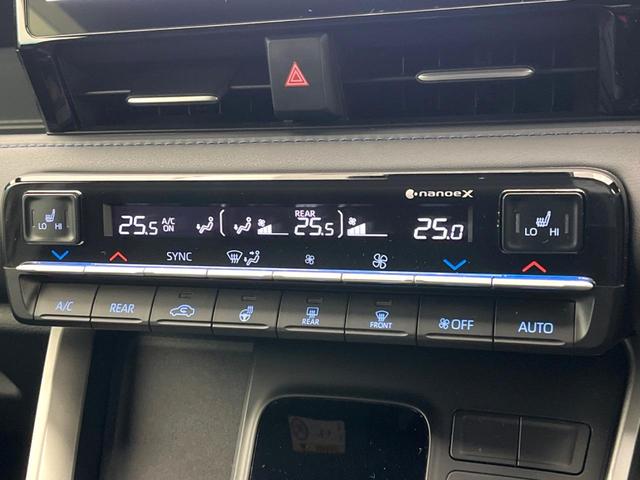 nanoeX
LO HI
25.5 A/C ON
REAR 25.5
25.0
LO HI
SYNC
A/C
REAR
REAR
FRONT
OFF
AUTO